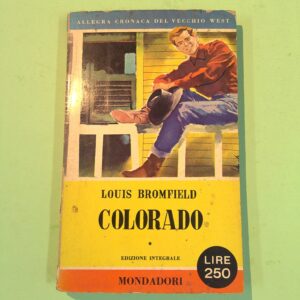 ALLEGRA CRONACA DEL VECCHIO WEST
LOUIS BROMFIELD
COLORADO
EDIZIONE INTEGRALE
LIRE
250
MONDADORI